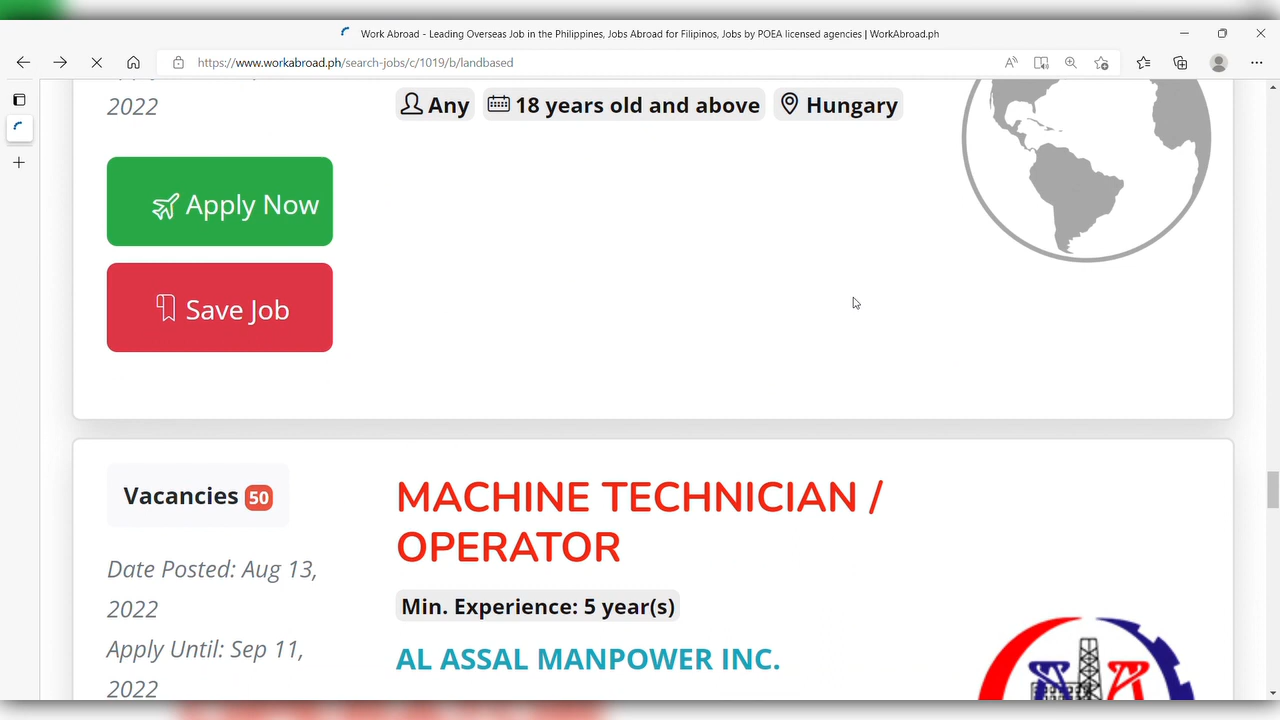 Work Abroad - Leading Overseas Job in the Philippines, Jobs Abroad for Filipinos, Jobs by POEA licensed agencies | WorkAbroad.ph
https://www.workabroad.ph/search-jobs/c/1019/b/landbased
2022
Any 18 years old and above Hungary
Apply Now
Save Job
Vacancies 50
MACHINE TECHNICIAN /
OPERATOR
Date Posted: Aug 13,
2022
Min. Experience: 5 year(s)
Apply Until: Sep 11,
2022
AL ASSAL MANPOWER INC.